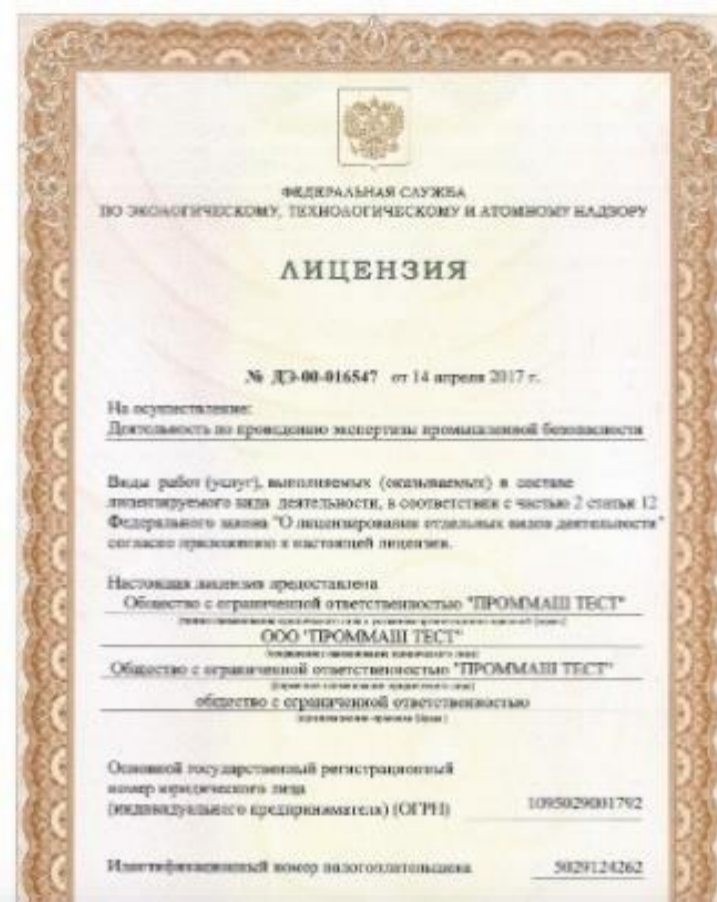 ФЕДЕРАЛЬНАЯ СЛУЖБА
ПО ЭКОЛОГИЧЕСКОМУ, ТЕХНОЛОГИЧЕСКОМУ И АТОМНОМУ НАДЗОРУ
ЛИЦЕНЗИЯ
№ ДЭ-00-016547 от 14 апреля 2017 г.
На осуществление:
Деятельность по проведению экспертизы промышленной безопасности
Виды работ (услуг), выполняемых (оказываемых) в составе
лицензируемого вида деятельности, в соответствии с частью 2 статьи 12
Федерального закона "О лицензировании отдельных видов деятельности"
согласно приложению к настоящей лицензии.
Настоящая лицензия предоставлена
Общество с ограниченной ответственностью "ПРОММАШ ТЕСТ"
ООО "ПРОММАШ ТЕСТ"
Общество с ограниченной ответственностью "ПРОММАШ ТЕСТ"
общество с ограниченной ответственностью
Основной государственный регистрационный
номер юридического лица
(индивидуального предпринимателя) (ОГРН) 1095029001792
Идентификационный номер налогоплательщика 5029124262